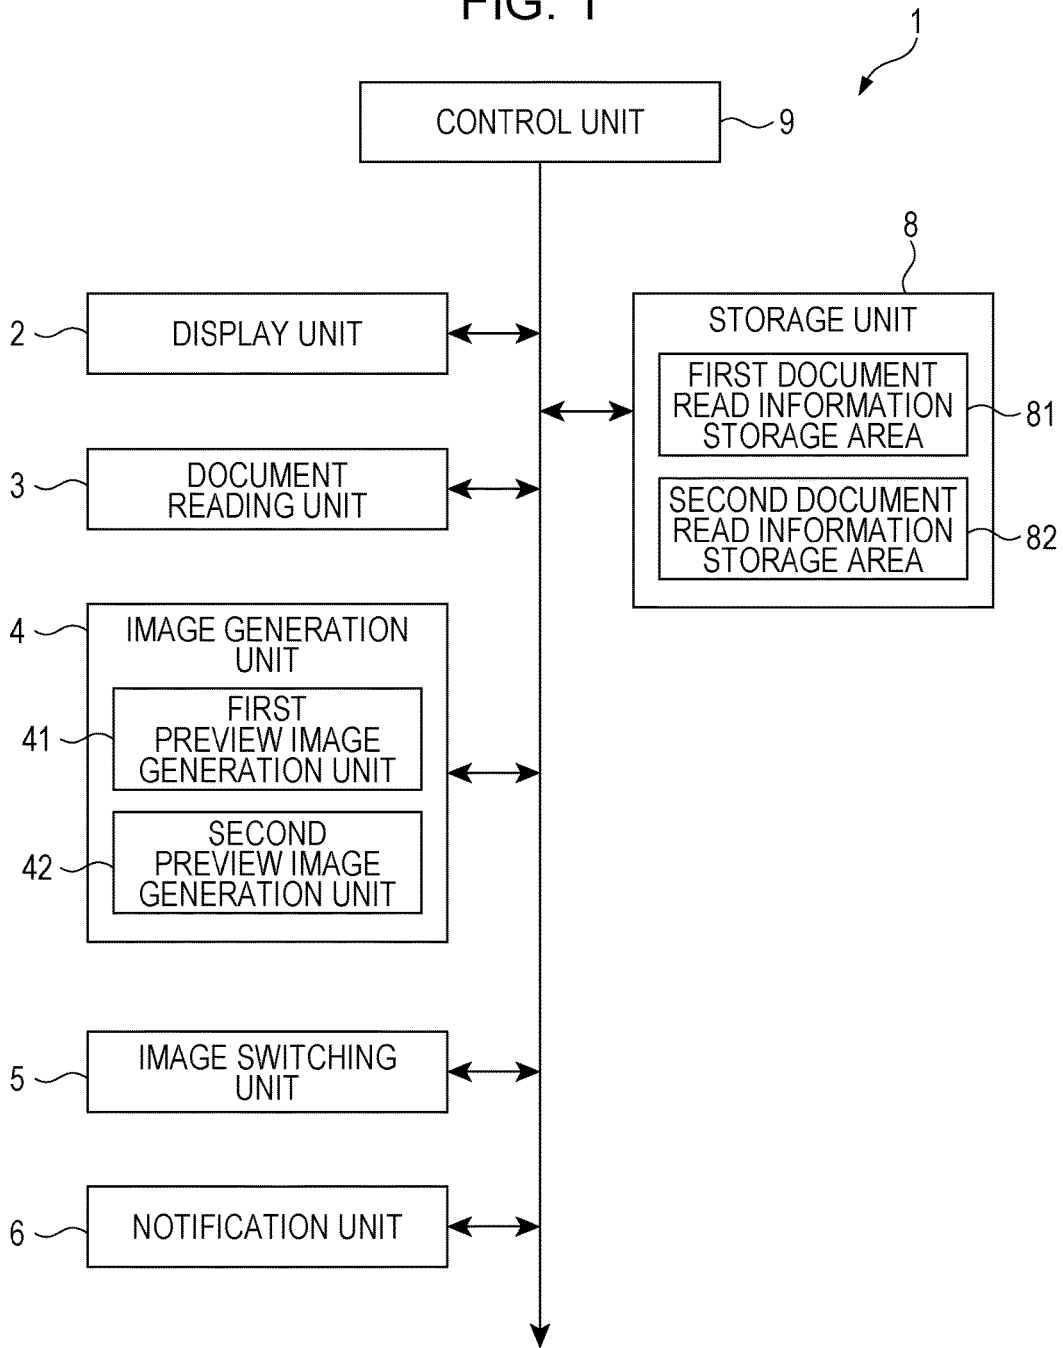 FIG. 1
1
CONTROL UNIT
9
8
2
DISPLAY UNIT
STORAGE UNIT
FIRST DOCUMENT
READ INFORMATION
STORAGE AREA
81
3
DOCUMENT
READING UNIT
SECOND DOCUMENT
READ INFORMATION
STORAGE AREA
82
4
IMAGE GENERATION
UNIT
41
FIRST
PREVIEW IMAGE
GENERATION UNIT
42
SECOND
PREVIEW IMAGE
GENERATION UNIT
5
IMAGE SWITCHING
UNIT
6
NOTIFICATION UNIT